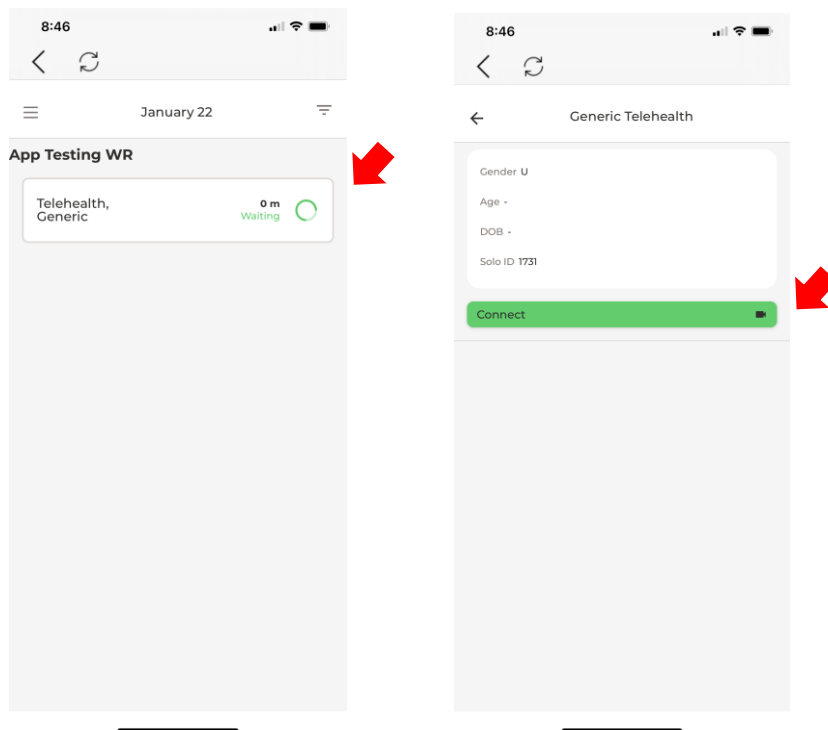 8:46
January 22
App Testing WR
Telehealth,
Generic
0 m
Waiting
8:46
Generic Telehealth
Gender U
Age -
DOB -
Solo ID 1731
Connect